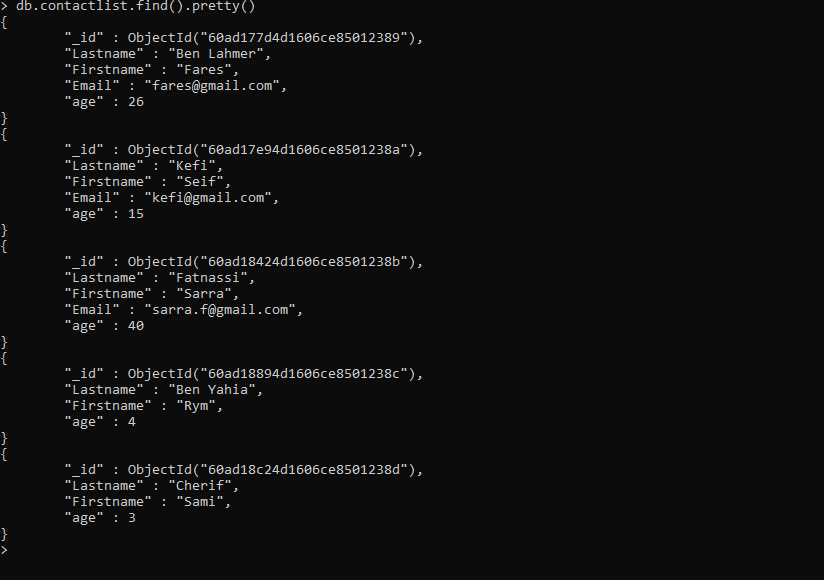 > db.contactlist.find().pretty()
{
        "_id" : ObjectId("60ad177d4d1606ce85012389"),
        "Lastname" : "Ben Lahmer",
        "Firstname" : "Fares",
        "Email" : "fares@gmail.com",
        "age" : 26
}
{
        "_id" : ObjectId("60ad17e94d1606ce8501238a"),
        "Lastname" : "Kefi",
        "Firstname" : "Seif",
        "Email" : "kefi@gmail.com",
        "age" : 15
}
{
        "_id" : ObjectId("60ad18424d1606ce8501238b"),
        "Lastname" : "Fatnassi",
        "Firstname" : "Sarra",
        "Email" : "sarra.f@gmail.com",
        "age" : 40
}
{
        "_id" : ObjectId("60ad18894d1606ce8501238c"),
        "Lastname" : "Ben Yahia",
        "Firstname" : "Rym",
        "age" : 4
}
{
        "_id" : ObjectId("60ad18c24d1606ce8501238d"),
        "Lastname" : "Cherif",
        "Firstname" : "Sami",
        "age" : 3
}
>